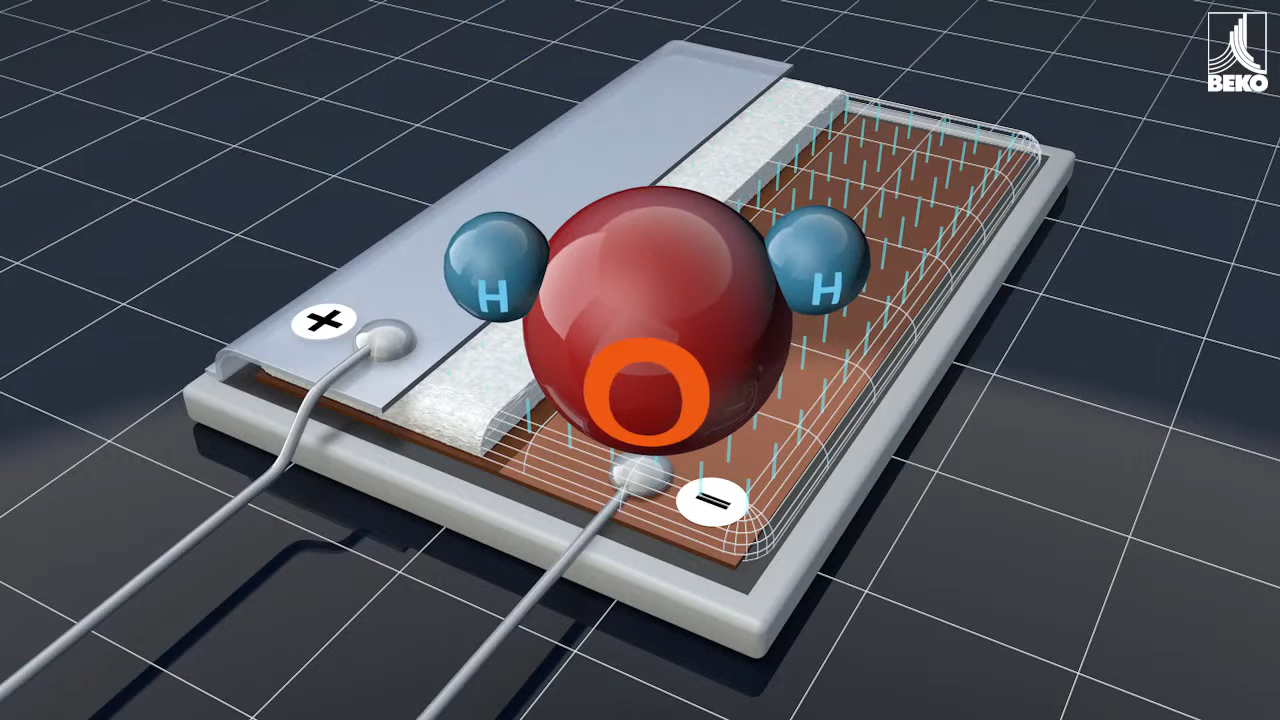 BEKO
H
H
O
+
=